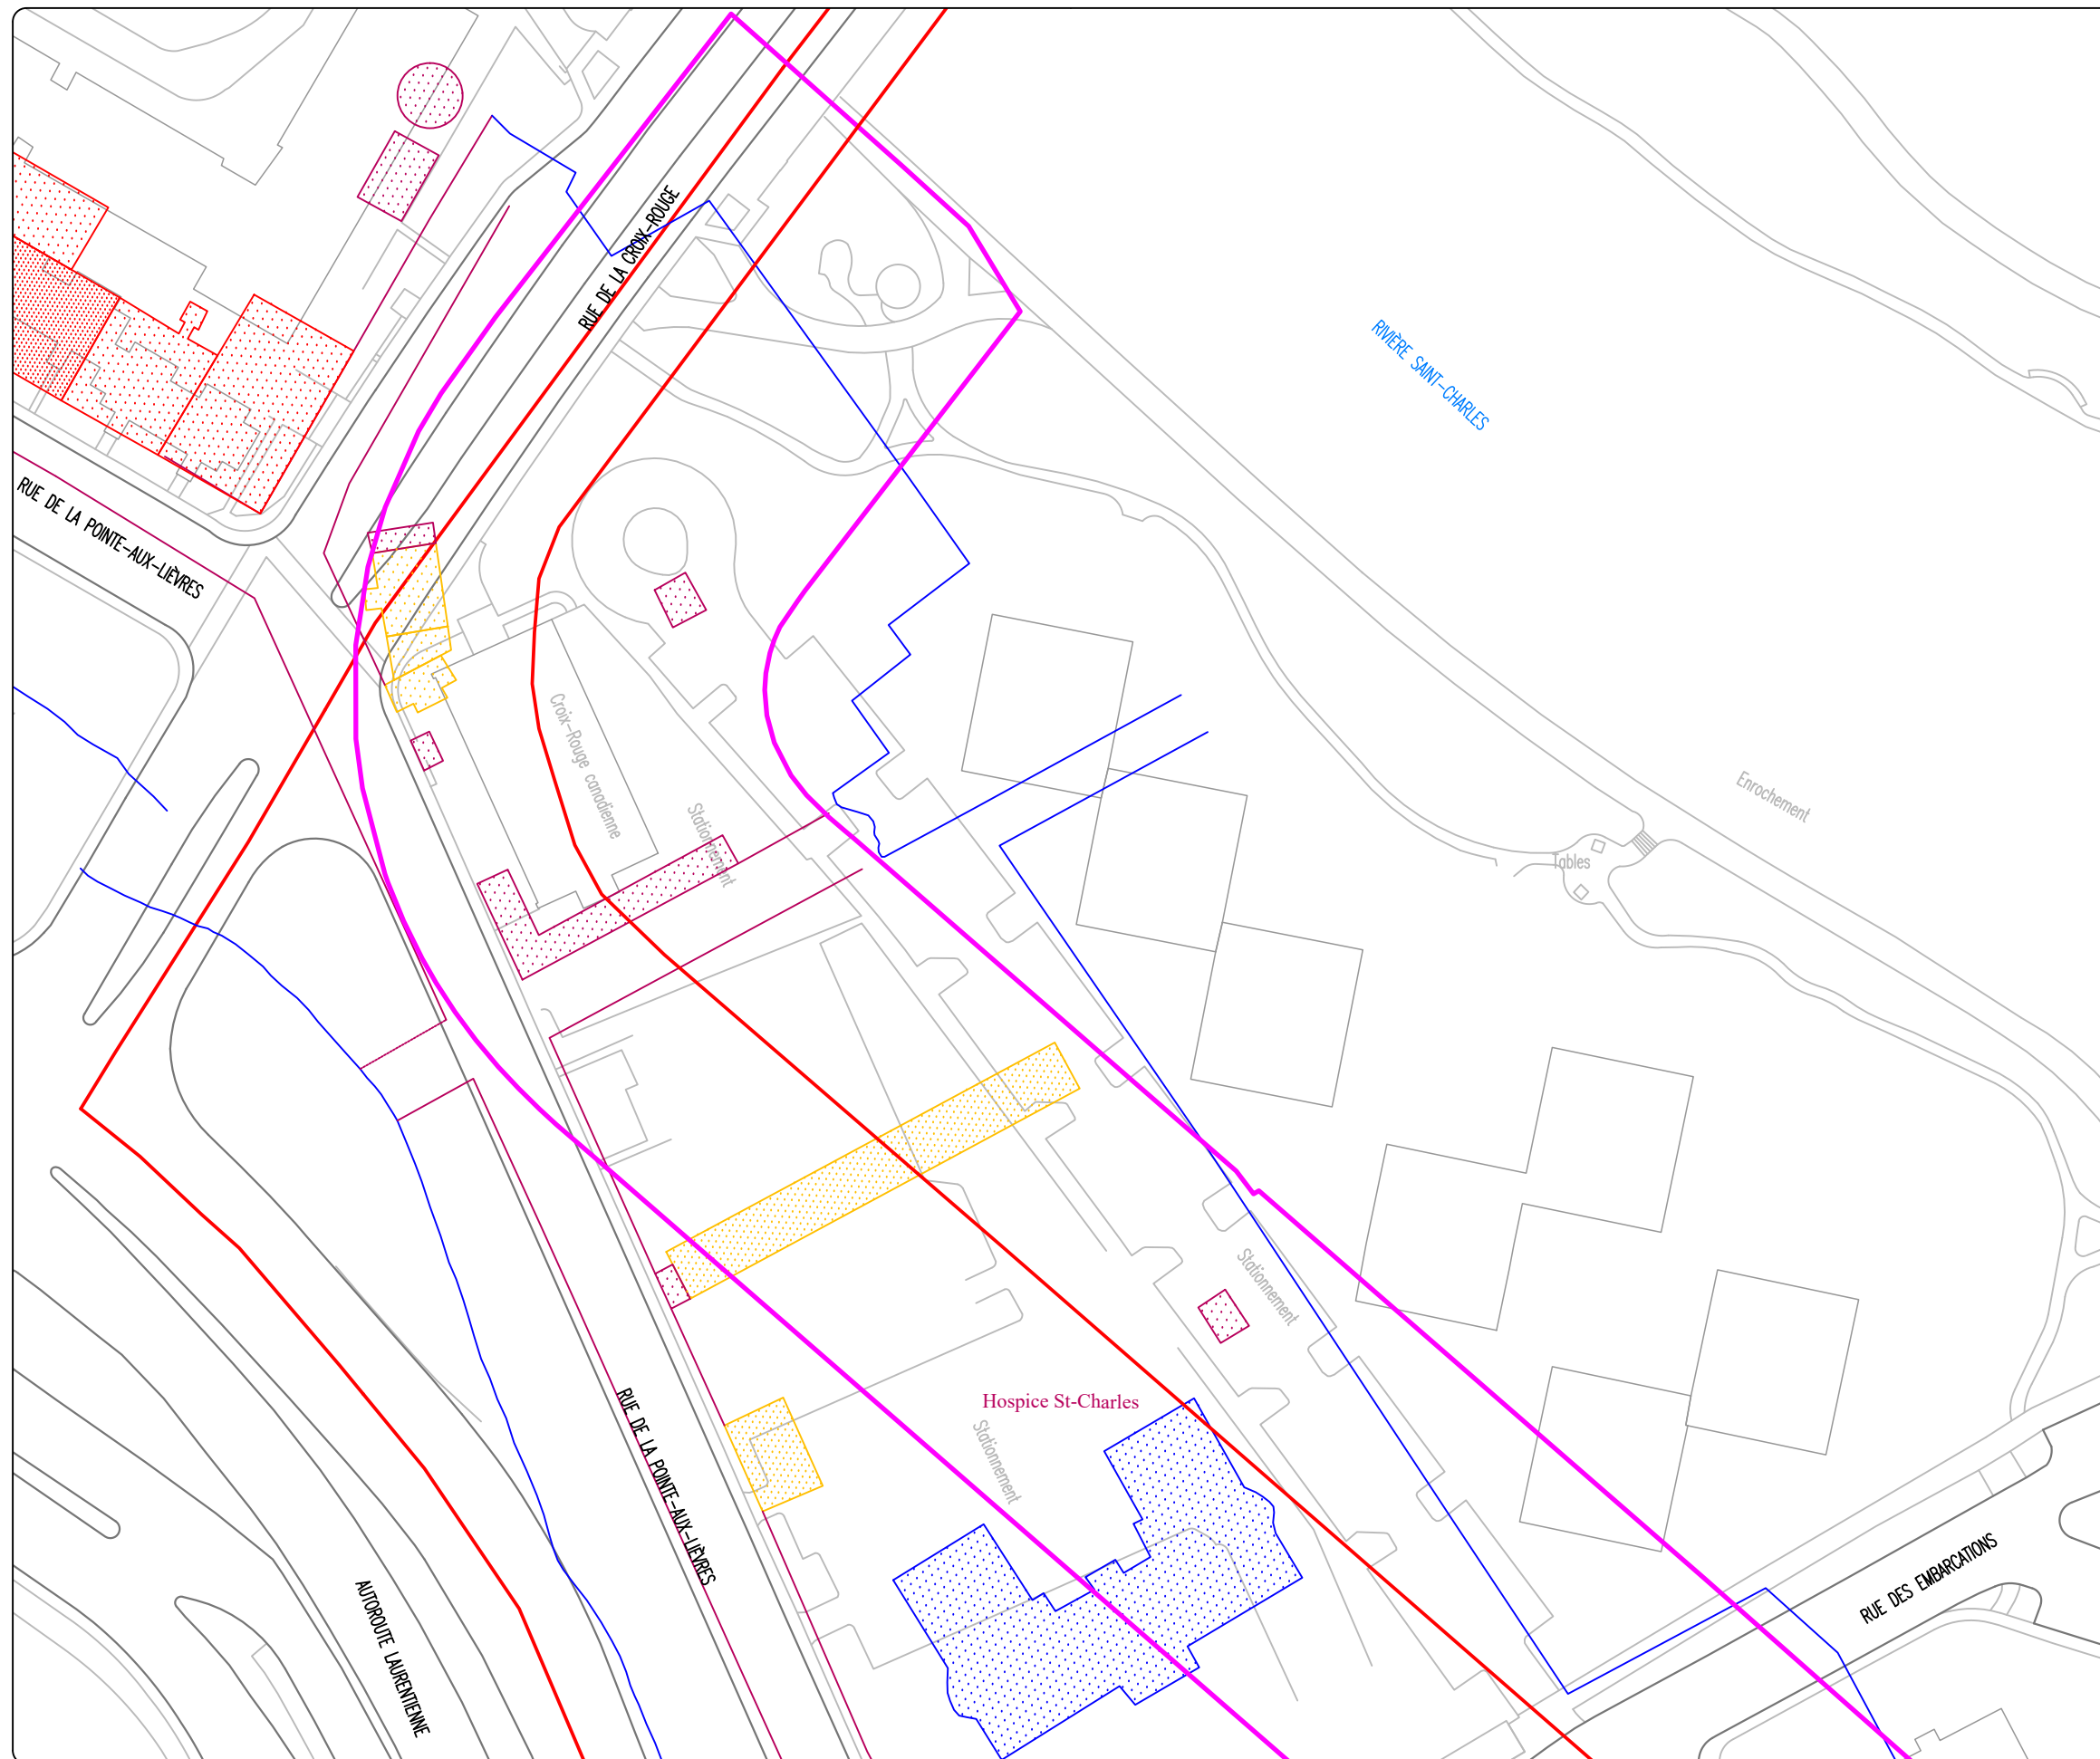 RUE DE LA CROIX-ROUGE
RIVIÈRE SAINT-CHARLES
RUE DE LA POINTE-AUX-LIÈVRES
Croix-Rouge canadienne
Stationnement
Enrochement
Tables
Stationnement
Hospice St-Charles
Stationnement
RUE DE LA POINTE-AUX-LIÈVRES
RUE DES EMBARCATIONS
AUTOROUTE LAURENTIENNE